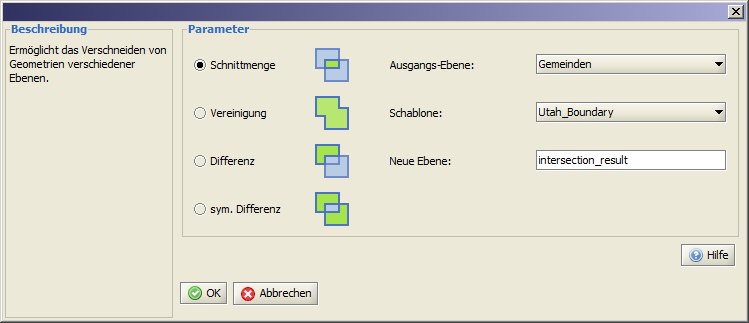 Beschreibung
Ermöglicht das Verschneiden von
Geometrien verschiedener
Ebenen.
Parameter
Schnittmenge
Ausgangs-Ebene:
Gemeinden
Vereinigung
Schablone:
Utah_Boundary
Differenz
Neue Ebene:
intersection_result
sym. Differenz
Hilfe
OK
Abbrechen